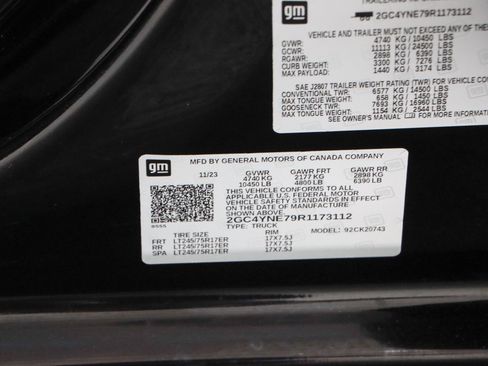 gm
2GC4YNE79R1173112
VEHICLE AND TRAILER MUST NOT EXCEED ANY OF THESE
GVWR: 4740 KG / 10450 LBS
GCWR: 11113 KG / 24500 LBS
RGAWR: 2898 KG / 6390 LBS
CURB WEIGHT: 3300 KG / 7276 LBS
MAX PAYLOAD: 1440 KG / 3174 LBS
SAE J2807 TRAILER WEIGHT RATING (TWR) FOR VEHICLE
CONVENTIONAL TWR: 6577 KG / 14500 LBS
MAX TONGUE WEIGHT: 658 KG / 1450 LBS
GOOSENECK TWR: 7693 KG / 16960 LBS
MAX TONGUE WEIGHT: 1154 KG / 2544 LBS
SEE OWNER'S MANUAL FOR
gm
MFD BY GENERAL MOTORS OF CANADA COMPANY
11/23 GVWR GAWR FRT GAWR RR
4740 KG 2177 KG 2898 KG
10450 LB 4800 LB 6390 LB
THIS VEHICLE CONFORMS TO ALL
APPLICABLE U.S. FEDERAL MOTOR
VEHICLE SAFETY STANDARDS IN
EFFECT ON THE DATE OF MANUFACTURE
SHOWN ABOVE.
2GC4YNE79R1173112
TYPE: TRUCK MODEL: 92CK20743
TIRE SIZE RIM
FRT LT245/75R17ER 17X7.5J
RR LT245/75R17ER 17X7.5J
SPA LT245/75R17ER 17X7.5J